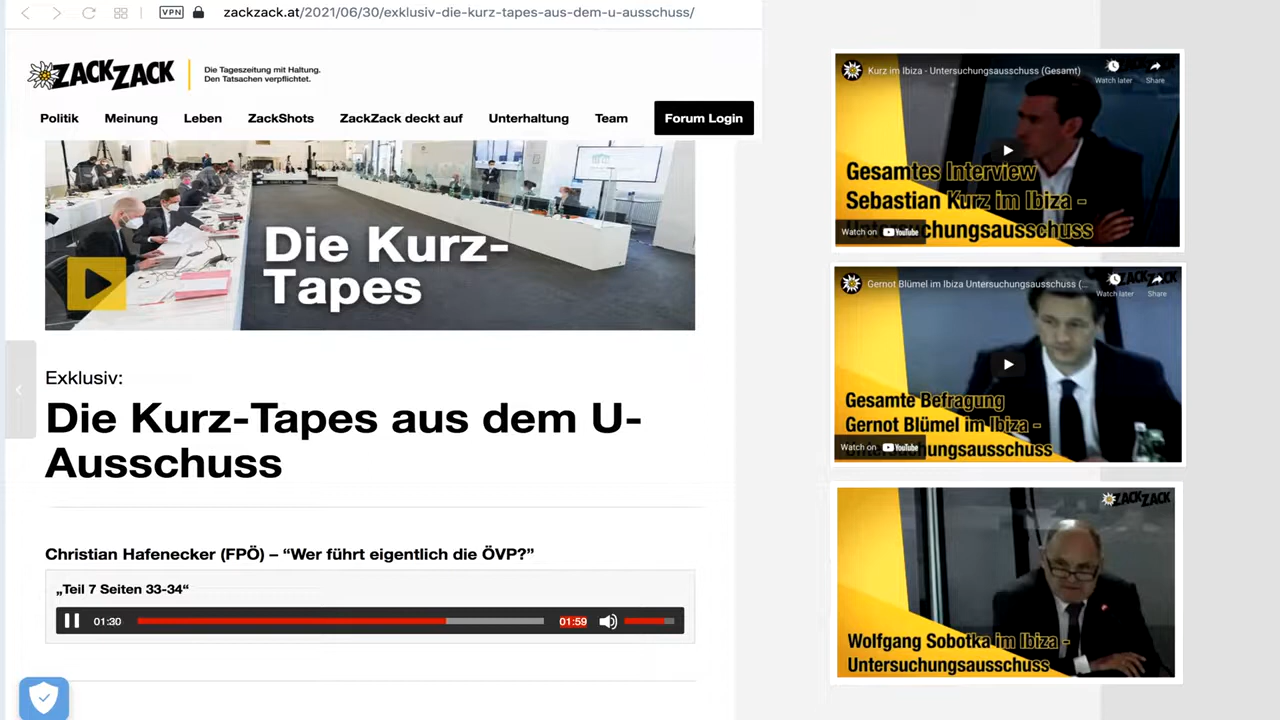 VPN
zackzack.at/2021/06/30/exklusiv-die-kurz-tapes-aus-dem-u-ausschuss/
ZACKZACK
Die Tageszeitung mit Haltung.
Den Tatsachen verpflichtet.
Politik Meinung Leben ZackShots ZackZack deckt auf Unterhaltung Team Forum Login
Die Kurz-
Tapes
Exklusiv:
Die Kurz-Tapes aus dem U-
Ausschuss
Christian Hafenecker (FPÖ) – “Wer führt eigentlich die ÖVP?”
„Teil 7 Seiten 33-34“
01:30 01:59
Kurz im Ibiza - Untersuchungsausschuss (Gesamt)
Watch later Share
Gesamtes Interview
Sebastian Kurz im Ibiza -
Watch on YouTube
Gernot Blümel im Ibiza Untersuchungsausschuss (...
ZACKZACK
Watch later Share
Gesamte Befragung
Gernot Blümel im Ibiza -
Watch on YouTube
ZACKZACK
Wolfgang Sobotka im Ibiza -
Untersuchungsausschuss